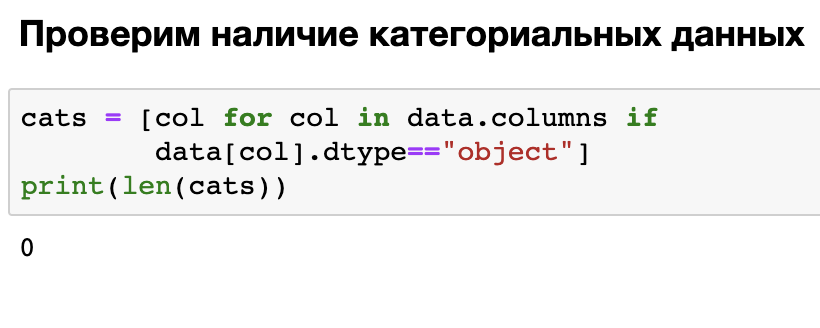 Проверим наличие категориальных данных
cats = [col for col in data.columns if
        data[col].dtype=="object"]
print(len(cats))
0